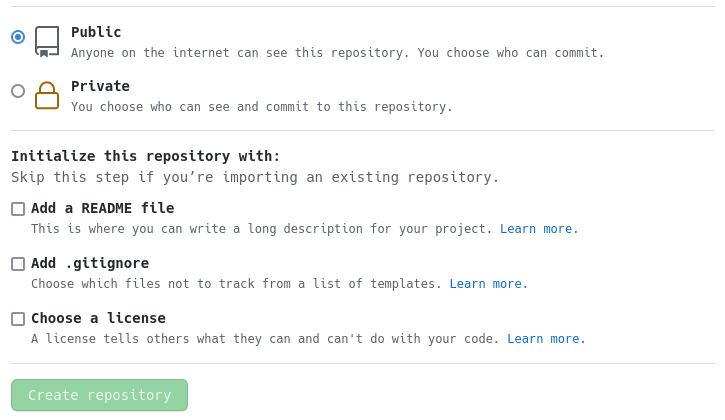 Public
Anyone on the internet can see this repository. You choose who can commit.
Private
You choose who can see and commit to this repository.
Initialize this repository with:
Skip this step if you’re importing an existing repository.
Add a README file
This is where you can write a long description for your project. Learn more.
Add .gitignore
Choose which files not to track from a list of templates. Learn more.
Choose a license
A license tells others what they can and can't do with your code. Learn more.
Create repository